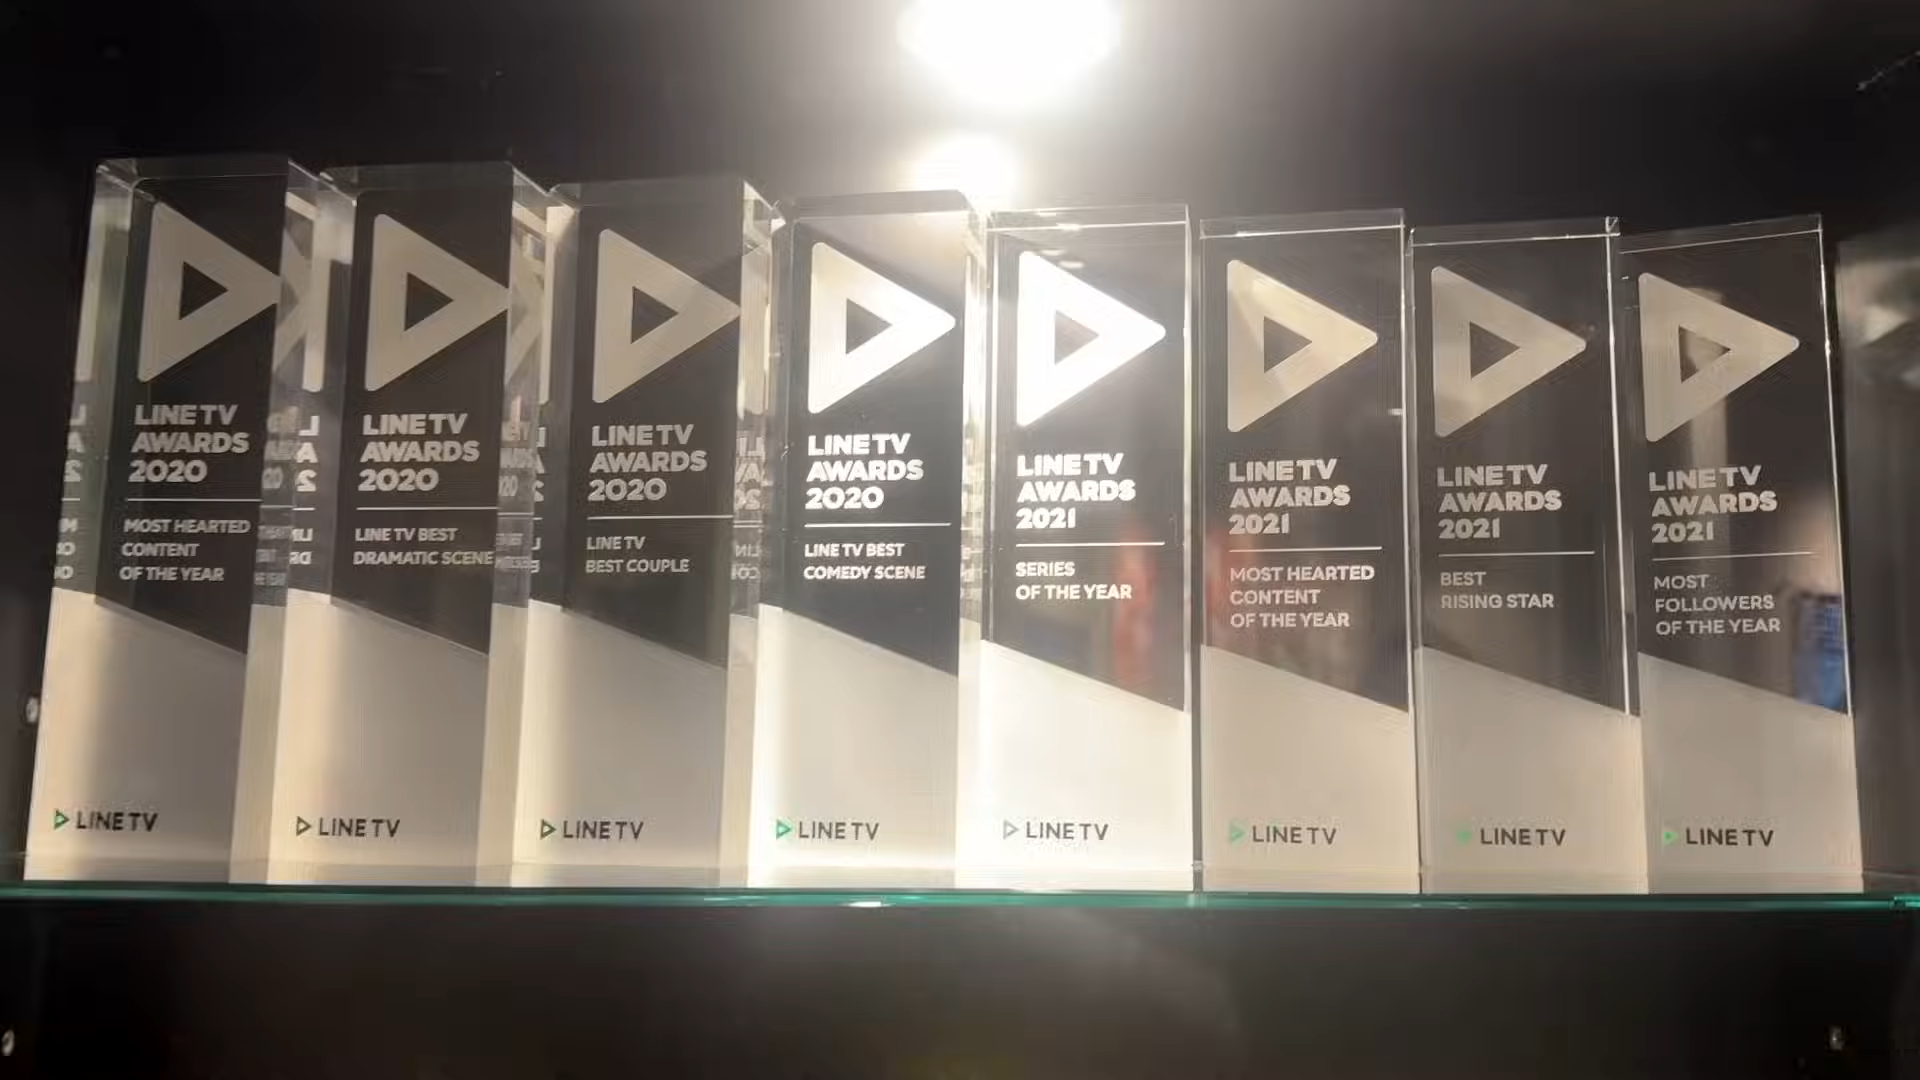 LINE TV
AWARDS
2020
MOST HEARTED
CONTENT
OF THE YEAR
LINE TV
LINE TV
AWARDS
2020
LINE TV BEST
DRAMATIC SCENE
LINE TV
LINE TV
AWARDS
2020
LINE TV
BEST COUPLE
LINE TV
LINE TV
AWARDS
2020
LINE TV BEST
COMEDY SCENE
LINE TV
LINE TV
AWARDS
2021
SERIES
OF THE YEAR
LINE TV
LINE TV
AWARDS
2021
MOST HEARTED
CONTENT
OF THE YEAR
LINE TV
LINE TV
AWARDS
2021
BEST
RISING STAR
LINE TV
LINE TV
AWARDS
2021
MOST
FOLLOWERS
OF THE YEAR
LINE TV